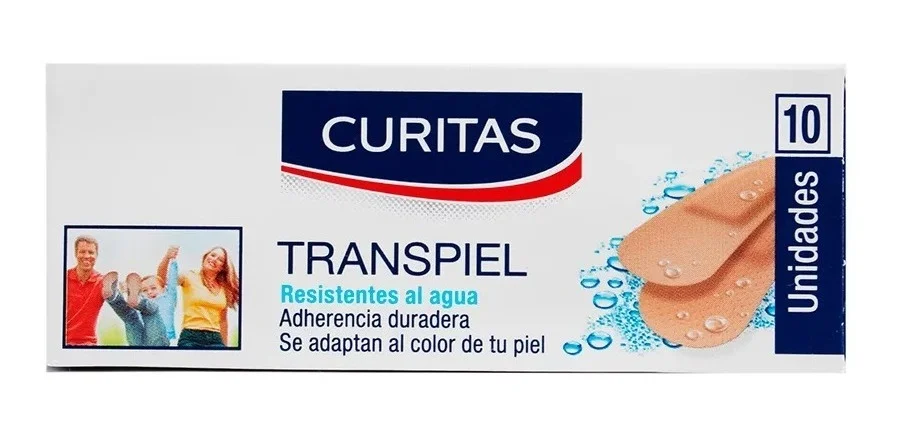 CURITAS
TRANSPIEL
Resistentes al agua
Adherencia duradera
Se adaptan al color de tu piel
10
Unidades